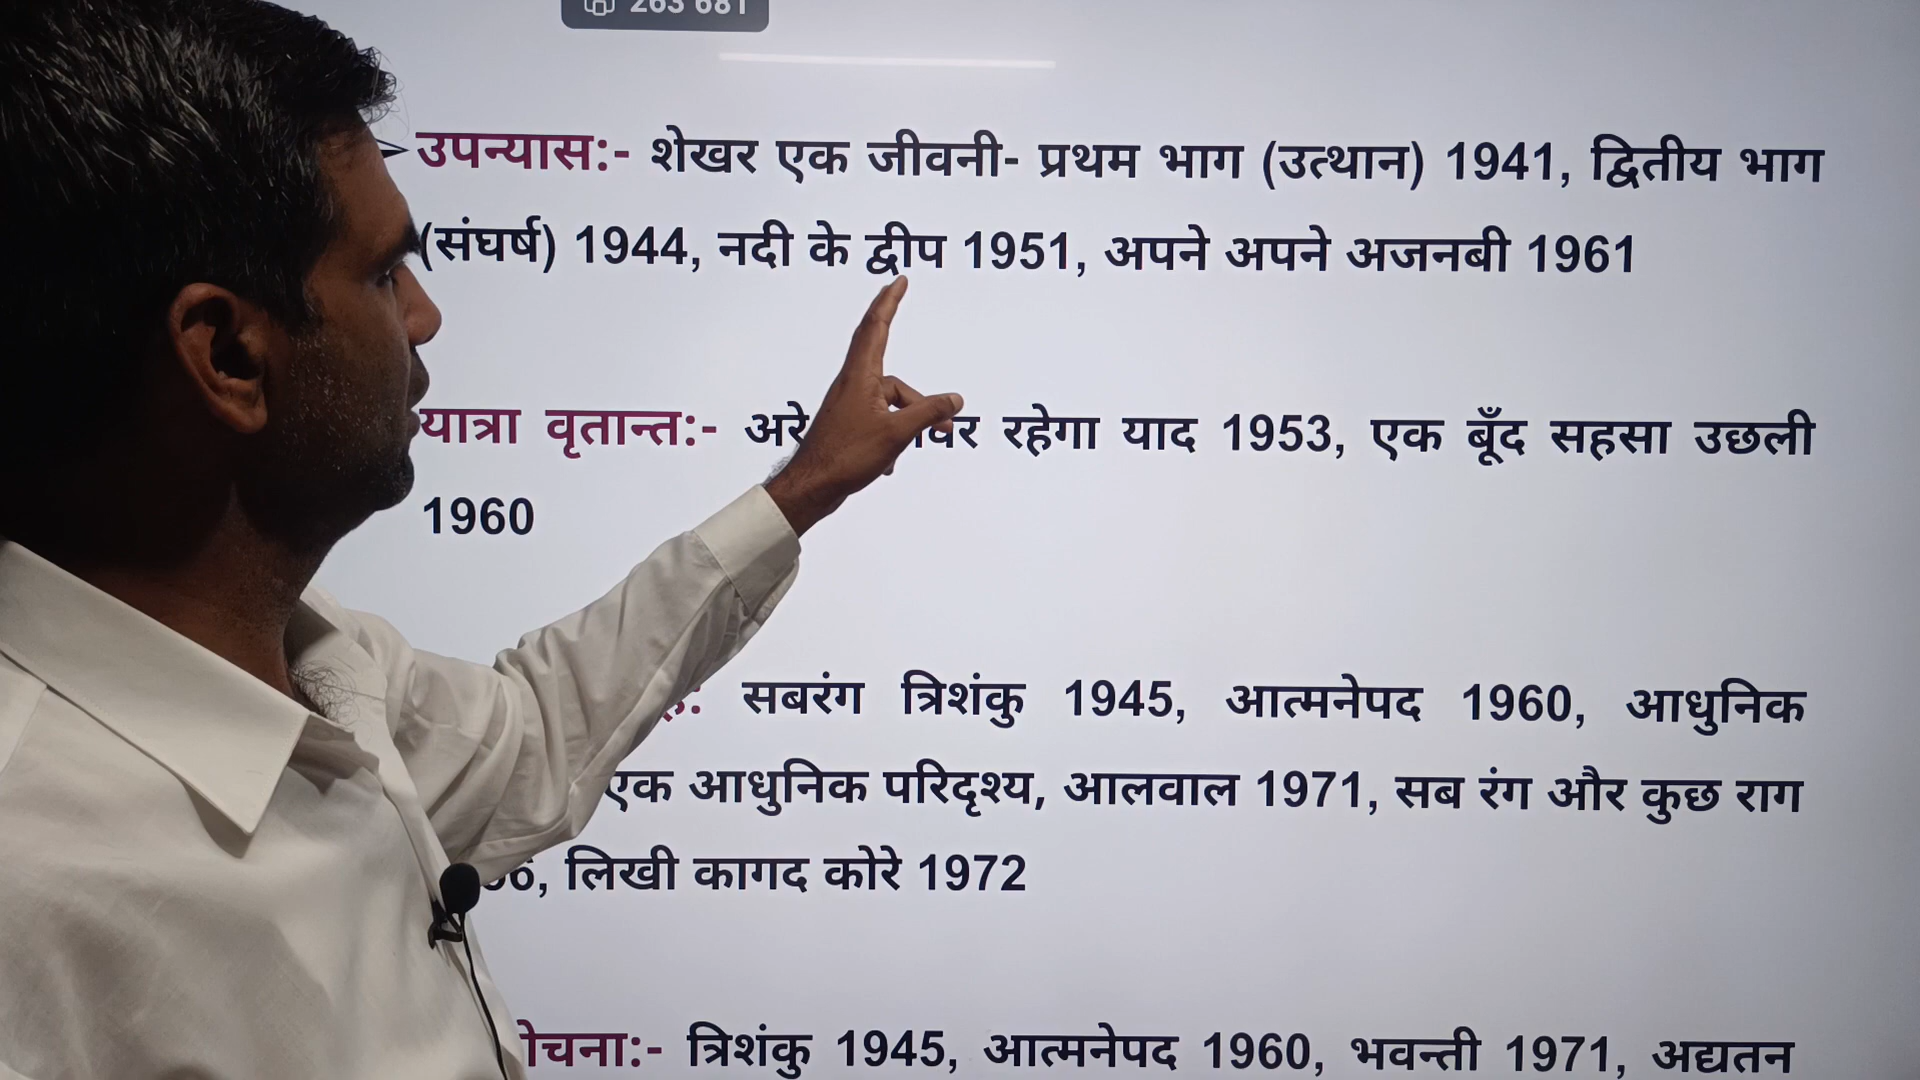 263 681
उपन्यास:- शेखर एक जीवनी- प्रथम भाग (उत्थान) 1941, द्वितीय भाग
(संघर्ष) 1944, नदी के द्वीप 1951, अपने अपने अजनबी 1961
यात्रा वृतान्त:- अरे रहेगा याद 1953, एक बूँद सहसा उछली
1960
सबरंग त्रिशंकु 1945, आत्मनेपद 1960, आधुनिक
एक आधुनिक परिदृश्य, आलवाल 1971, सब रंग और कुछ राग
लिखी कागद कोरे 1972
त्रिशंकु 1945, आत्मनेपद 1960, भवन्ती 1971, अद्यतन